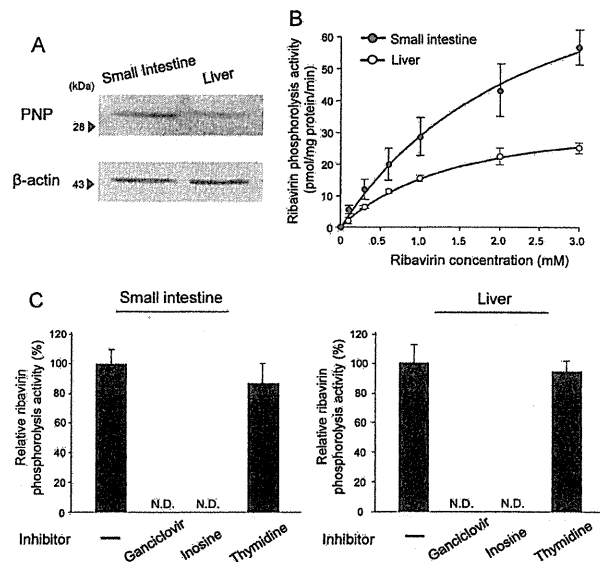 A
Small Intestine
Liver
(kDa)
PNP
28
β-actin
43
B
Ribavirin phosphorolysis activity
(pmol/mg protein/min)
60
50
40
30
20
10
0
Small intestine
Liver
0 .5 1.0 1.5 2.0 2.5 3.0
Ribavirin concentration (mM)
C
Small intestine
Relative ribavirin
phosphorolysis activity (%)
120
100
80
60
40
20
0
N.D. N.D.
Inhibitor — Ganciclovir Inosine Thymidine
Liver
Relative ribavirin
phosphorolysis activity (%)
120
100
80
60
40
20
0
N.D. N.D.
Inhibitor — Ganciclovir Inosine Thymidine